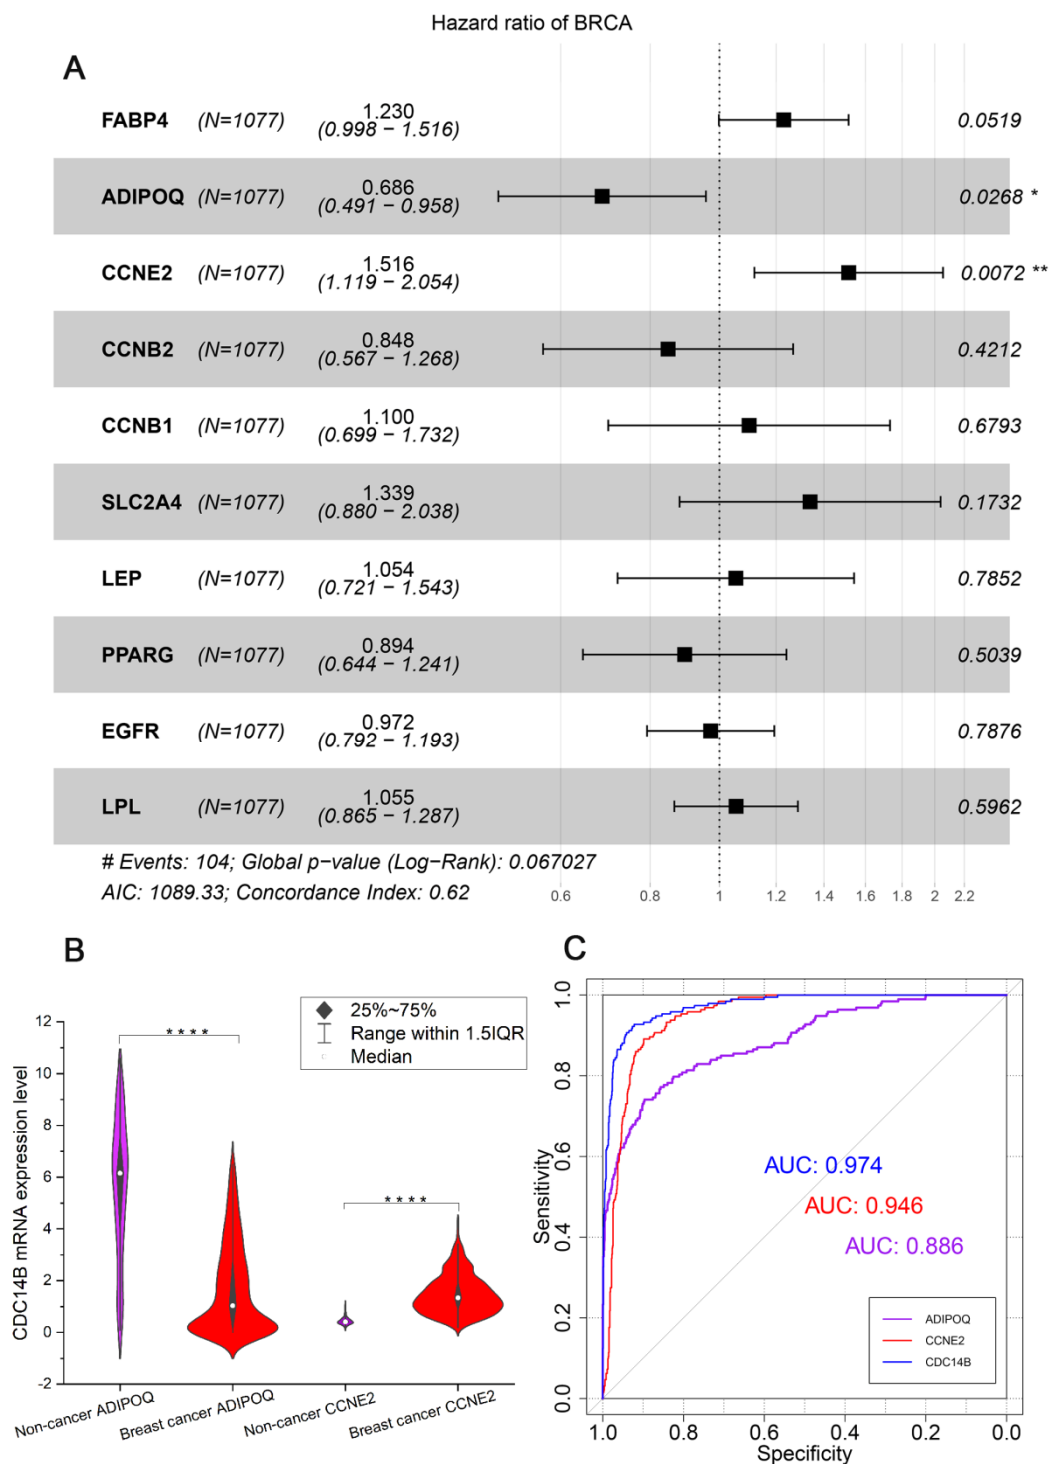 Hazard ratio of BRCA
A
FABP4 (N=1077) 1.230 (0.998 − 1.516) 0.0519
ADIPOQ (N=1077) 0.686 (0.491 − 0.958) 0.0268 *
CCNE2 (N=1077) 1.516 (1.119 − 2.054) 0.0072 **
CCNB2 (N=1077) 0.848 (0.567 − 1.268) 0.4212
CCNB1 (N=1077) 1.100 (0.699 − 1.732) 0.6793
SLC2A4 (N=1077) 1.339 (0.880 − 2.038) 0.1732
LEP (N=1077) 1.054 (0.721 − 1.543) 0.7852
PPARG (N=1077) 0.894 (0.644 − 1.241) 0.5039
EGFR (N=1077) 0.972 (0.792 − 1.193) 0.7876
LPL (N=1077) 1.055 (0.865 − 1.287) 0.5962
# Events: 104; Global p−value (Log−Rank): 0.067027
AIC: 1089.33; Concordance Index: 0.62
0.6 0.8 1 1.2 1.4 1.6 1.8 2 2.2
B
25%~75%
Range within 1.5IQR
Median
CDC14B mRNA expression level
12
10
8
6
4
2
0
-2
****
****
Non-cancer ADIPOQ
Breast cancer ADIPOQ
Non-cancer CCNE2
Breast cancer CCNE2
C
Sensitivity
1.0
0.8
0.6
0.4
0.2
0.0
AUC: 0.974
AUC: 0.946
AUC: 0.886
ADIPOQ
CCNE2
CDC14B
1.0 0.8 0.6 0.4 0.2 0.0
Specificity